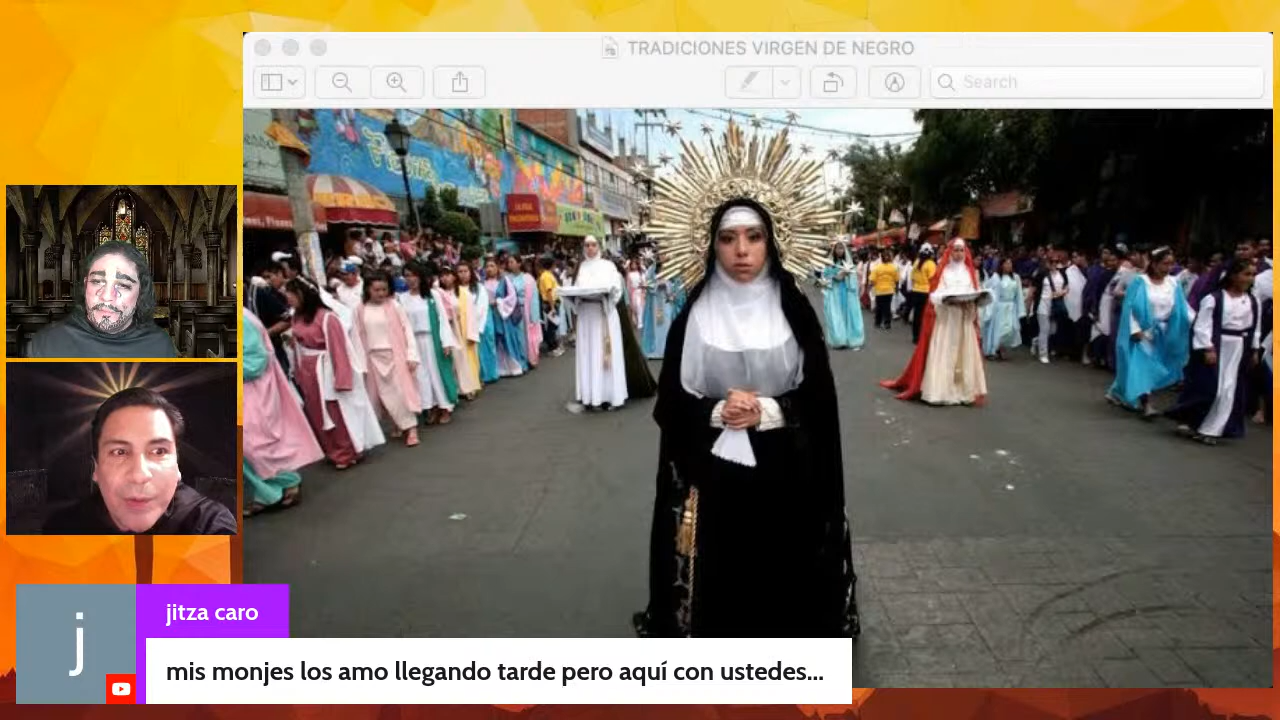 TRADICIONES VIRGEN DE NEGRO
Search
j
jitza caro
mis monjes los amo llegando tarde pero aquí con ustedes...